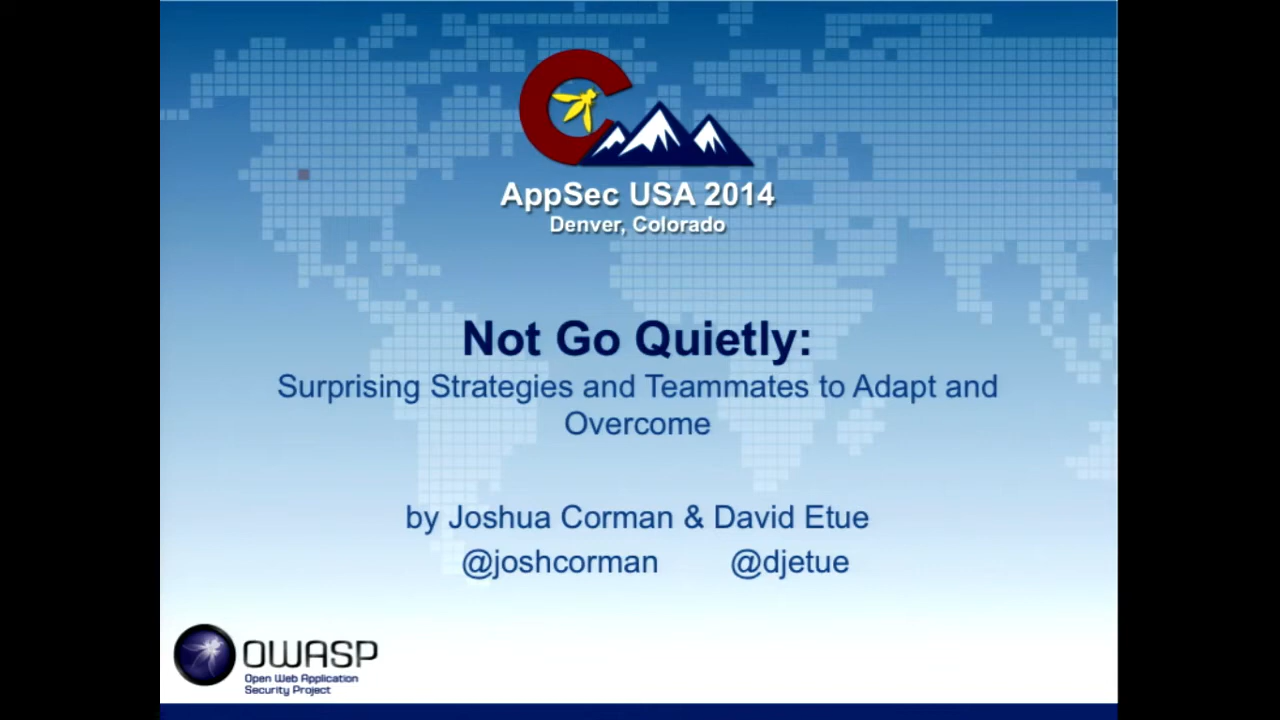 AppSec USA 2014
Denver, Colorado
Not Go Quietly:
Surprising Strategies and Teammates to Adapt and
Overcome
by Joshua Corman & David Etue
@joshcorman @djetue
OWASP
Open Web Application
Security Project